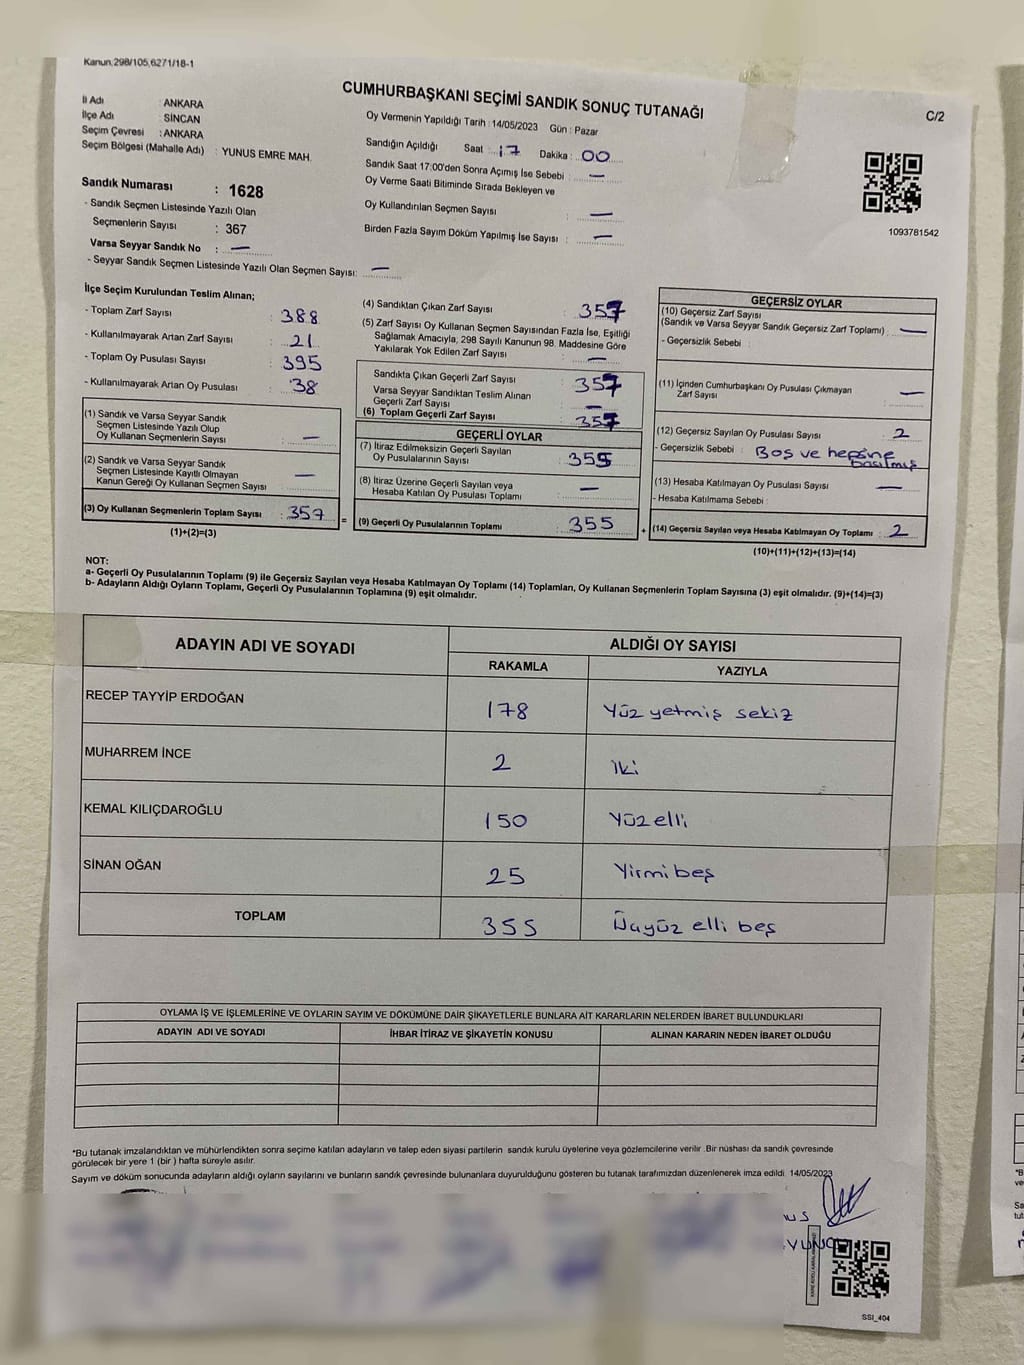 Kanun,298/105,6271/18-1
CUMHURBAŞKANI SEÇİMİ SANDIK SONUÇ TUTANAĞI
C/2
İl Adı : ANKARA
İlçe Adı : SİNCAN
Seçim Çevresi : ANKARA
Seçim Bölgesi (Mahalle Adı) : YUNUS EMRE MAH.
Sandık Numarası : 1628
- Sandık Seçmen Listesinde Yazılı Olan
Seçmenlerin Sayısı : 367
Varsa Seyyar Sandık No : —
- Seyyar Sandık Seçmen Listesinde Yazılı Olan Seçmen Sayısı: —
Oy Vermenin Yapıldığı Tarih : 14/05/2023 Gün : Pazar
Sandığın Açıldığı Saat : 17 Dakika : 00
Sandık Saat 17:00'den Sonra Açımış İse Sebebi : —
Oy Verme Saati Bitiminde Sırada Bekleyen ve
Oy Kullandırılan Seçmen Sayısı : —
Birden Fazla Sayım Döküm Yapılmış İse Sayısı : —
1093781542
İlçe Seçim Kurulundan Teslim Alınan;
- Toplam Zarf Sayısı : 388
- Kullanılmayarak Artan Zarf Sayısı : 21
- Toplam Oy Pusulası Sayısı : 395
- Kullanılmayarak Artan Oy Pusulası : 38
(1) Sandık ve Varsa Seyyar Sandık
Seçmen Listesinde Yazılı Olup
Oy Kullanan Seçmenlerin Sayısı : —
(2) Sandık ve Varsa Seyyar Sandık
Seçmen Listesinde Kayıtlı Olmayan
Kanun Gereği Oy Kullanan Seçmen Sayısı : —
(3) Oy Kullanan Seçmenlerin Toplam Sayısı : 357
(1)+(2)=(3)
=
(4) Sandıktan Çıkan Zarf Sayısı : 357
(5) Zarf Sayısı Oy Kullanan Seçmen Sayısından Fazla İse, Eşitliği
Sağlamak Amacıyla, 298 Sayılı Kanunun 98. Maddesine Göre
Yakılarak Yok Edilen Zarf Sayısı : —
Sandıkta Çıkan Geçerli Zarf Sayısı : 357
Varsa Seyyar Sandıktan Teslim Alınan
Geçerli Zarf Sayısı : —
(6) Toplam Geçerli Zarf Sayısı : 357
GEÇERLİ OYLAR
(7) İtiraz Edilmeksizin Geçerli Sayılan
Oy Pusulalarının Sayısı : 355
(8) İtiraz Üzerine Geçerli Sayılan veya
Hesaba Katılan Oy Pusulası Toplamı : —
(9) Geçerli Oy Pusulalarının Toplamı : 355
+
GEÇERSİZ OYLAR
(10) Geçersiz Zarf Sayısı
(Sandık ve Varsa Seyyar Sandık Geçersiz Zarf Toplamı) : —
- Geçersizlik Sebebi :
(11) İçinden Cumhurbaşkanı Oy Pusulası Çıkmayan
Zarf Sayısı : —
(12) Geçersiz Sayılan Oy Pusulası Sayısı : 2
- Geçersizlik Sebebi : Boş ve hepsine
basılmış
(13) Hesaba Katılmayan Oy Pusulası Sayısı : —
- Hesaba Katılmama Sebebi :
(14) Geçersiz Sayılan veya Hesaba Katılmayan Oy Toplamı : 2
(10)+(11)+(12)+(13)=(14)
NOT:
a- Geçerli Oy Pusulalarının Toplamı (9) ile Geçersiz Sayılan veya Hesaba Katılmayan Oy Toplamı (14) Toplamları, Oy Kullanan Seçmenlerin Toplam Sayısına (3) eşit olmalıdır. (9)+(14)=(3)
b- Adayların Aldığı Oyların Toplamı, Geçerli Oy Pusulalarının Toplamına (9) eşit olmalıdır.
ADAYIN ADI VE SOYADI ALDIĞI OY SAYISI
RAKAMLA YAZIYLA
RECEP TAYYİP ERDOĞAN 178 Yüz yetmiş sekiz
MUHARREM İNCE 2 iki
KEMAL KILIÇDAROĞLU 150 Yüzelli
SİNAN OĞAN 25 Yirmi beş
TOPLAM 355 Üçyüz elli beş
OYLAMA İŞ VE İŞLEMLERİNE VE OYLARIN SAYIM VE DÖKÜMÜNE DAİR ŞİKAYETLERLE BUNLARA AİT KARARLARIN NELERDEN İBARET BULUNDUKLARI
ADAYIN ADI VE SOYADI İHBAR İTİRAZ VE ŞİKAYETİN KONUSU ALINAN KARARIN NEDEN İBARET OLDUĞU
*Bu tutanak imzalandıktan ve mühürlendikten sonra seçime katılan adayların ve talep eden siyasi partilerin sandık kurulu üyelerine veya gözlemcilerine verilir .Bir nüshası da sandık çevresinde
görülecek bir yere 1 (bir ) hafta süreyle asılır.
Sayım ve döküm sonucunda adayların aldığı oyların sayılarını ve bunların sandık çevresinde bulunanlara duyurulduğunu gösteren bu tutanak tarafımızdan düzenlenerek imza edildi. 14/05/2023
SSI_404